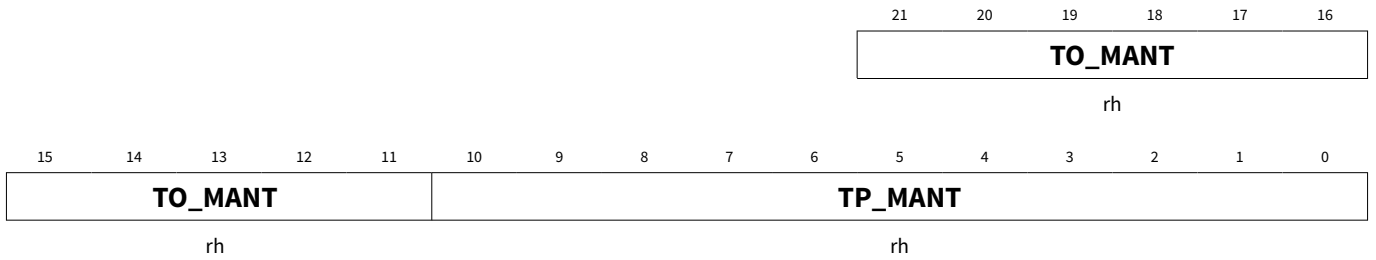 21 20 19 18 17 16
TO_MANT
rh
15 14 13 12 11 10 9 8 7 6 5 4 3 2 1 0
TO_MANT TP_MANT
rh rh